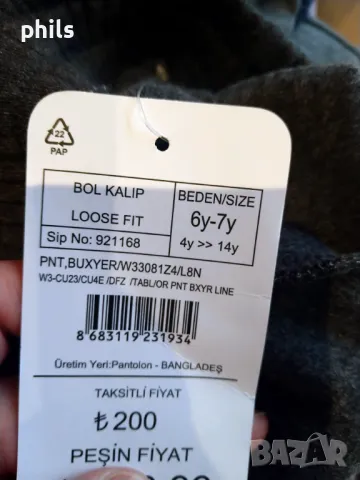 phils
22
PAP
BOL KALIP
LOOSE FIT
Sip No: 921168
BEDEN/SIZE
6y-7y
4y >> 14y
PNT,BUXYER/W33081Z4/L8N
W3-CU23/CU4E /DFZ /TABL/OR PNT BXYR LINE
8 683119 231934
Üretim Yeri:Pantolon - BANGLADEŞ
TAKSİTLİ FİYAT
₺200
PEŞİN FİYAT
BAZAR